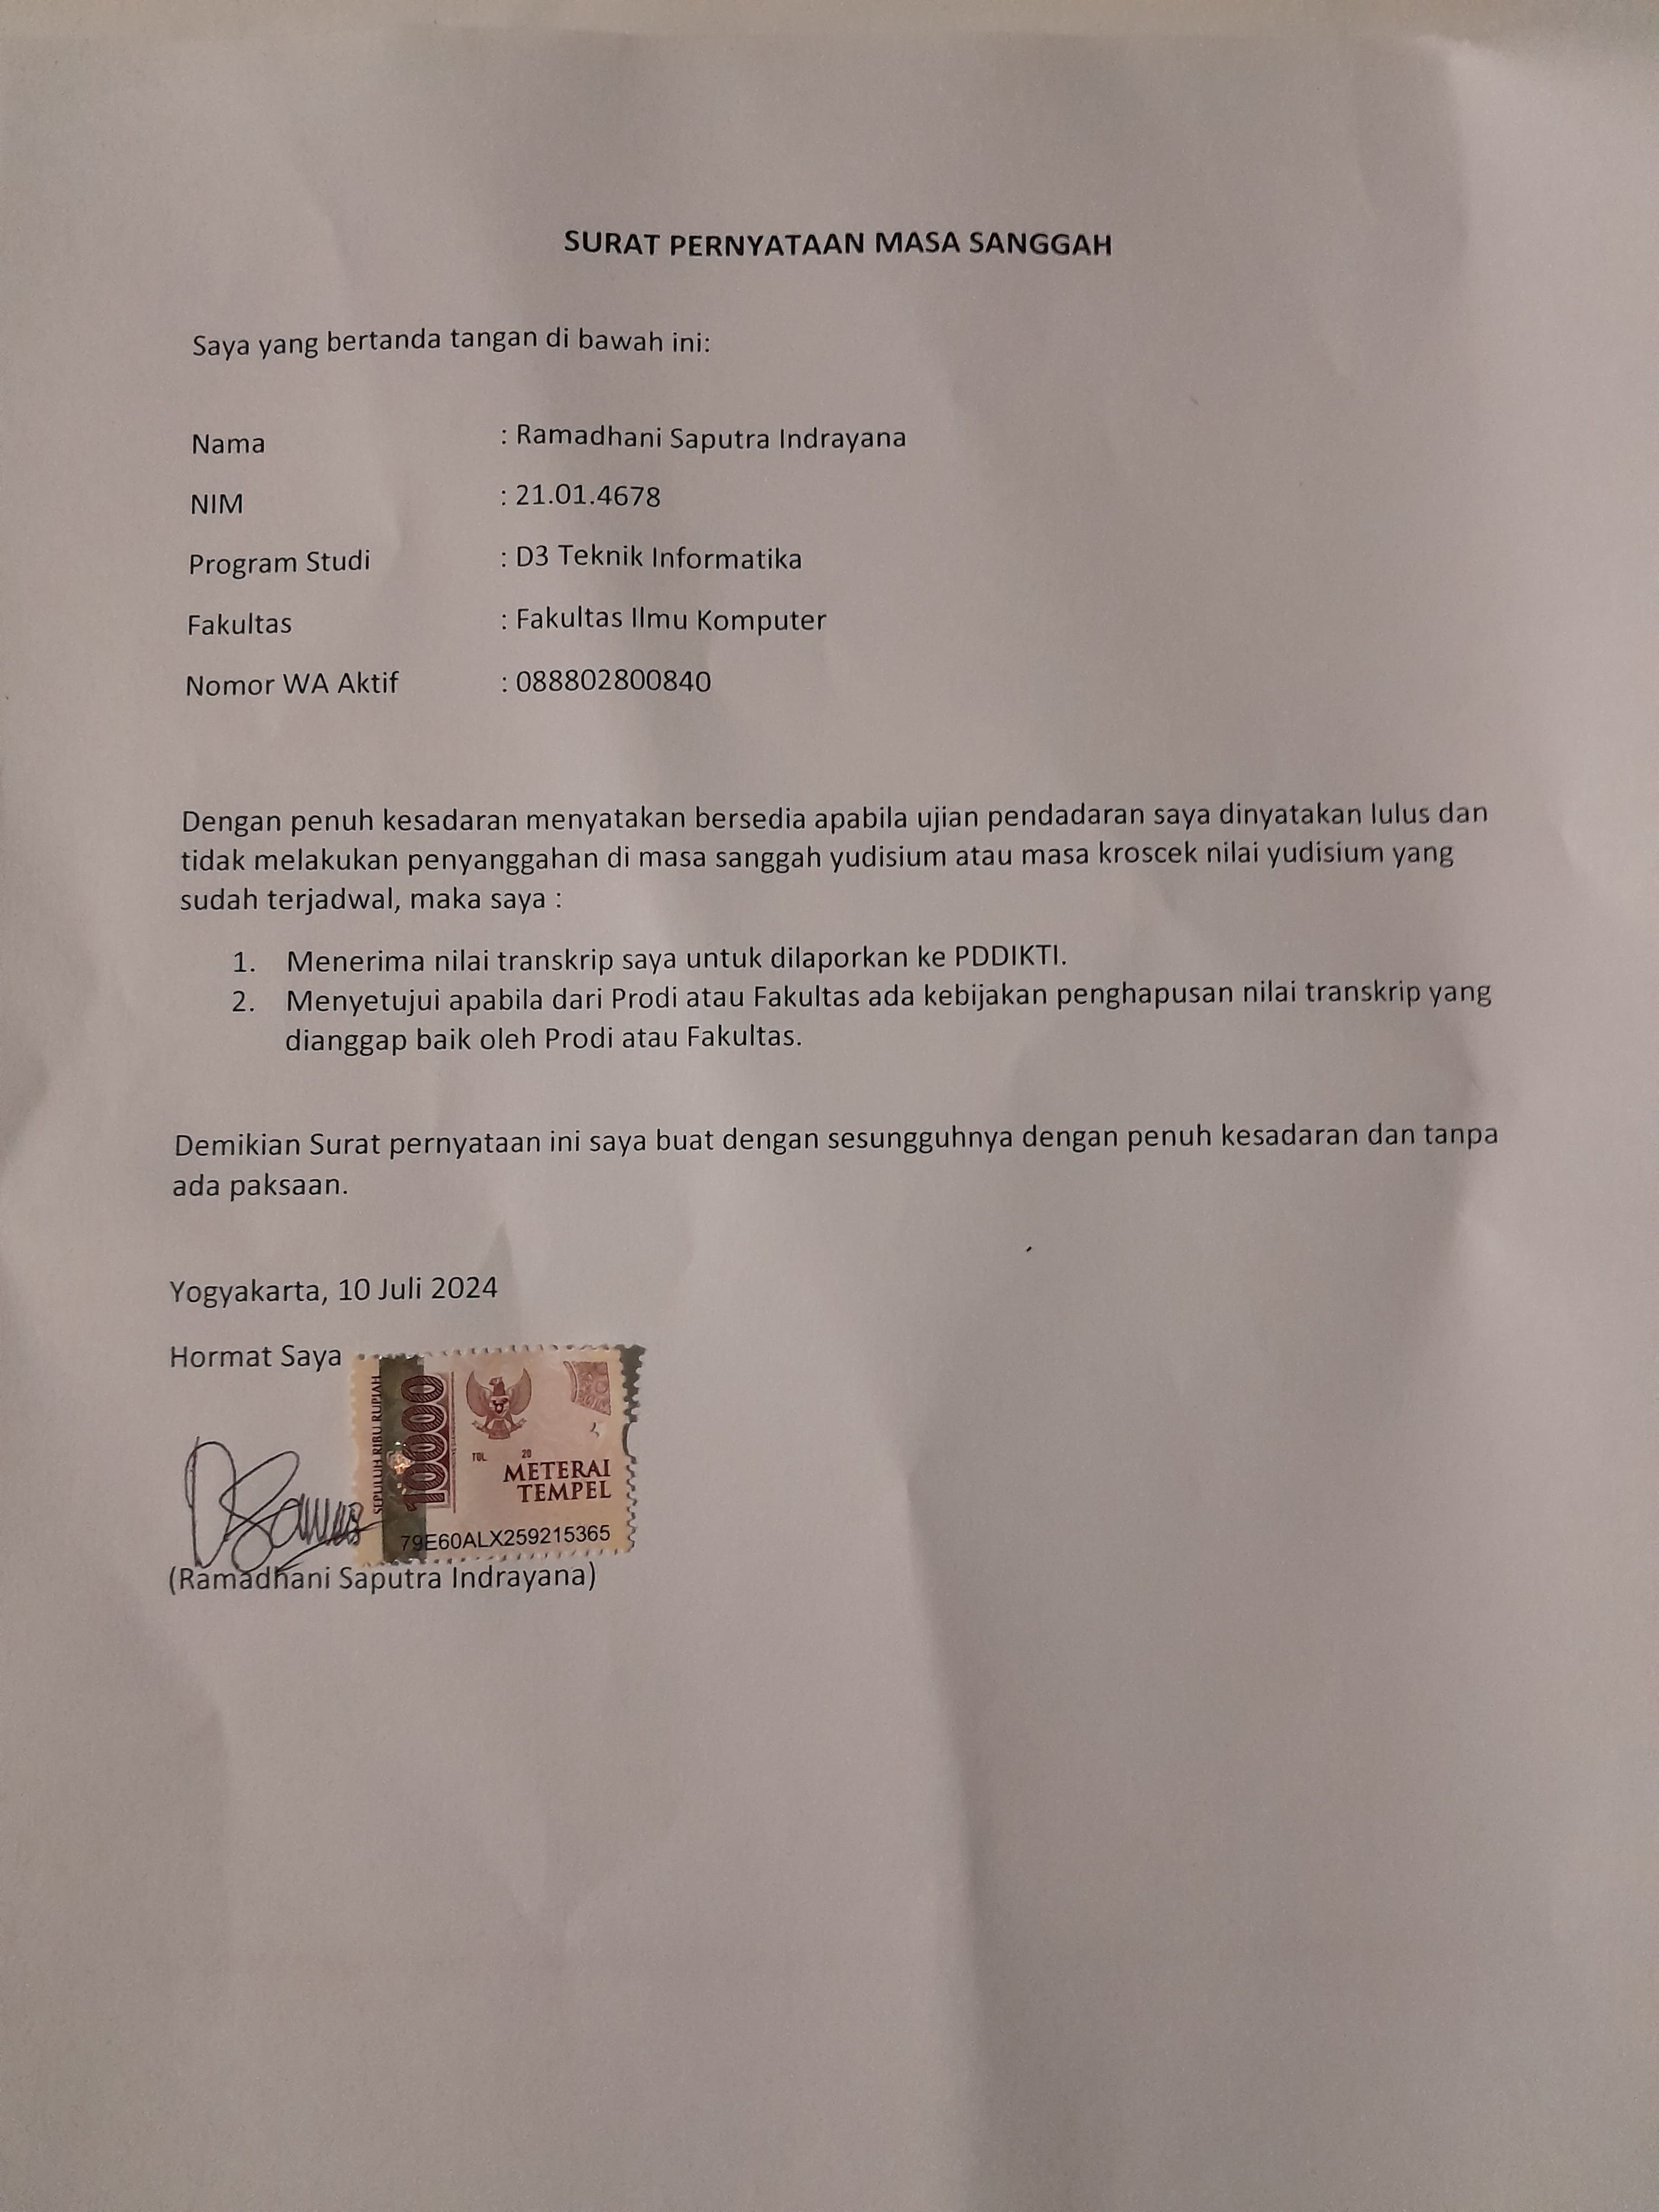 SURAT PERNYATAAN MASA SANGGAH
Saya yang bertanda tangan di bawah ini:
Nama : Ramadhani Saputra Indrayana
NIM : 21.01.4678
Program Studi : D3 Teknik Informatika
Fakultas : Fakultas Ilmu Komputer
Nomor WA Aktif : 088802800840
Dengan penuh kesadaran menyatakan bersedia apabila ujian pendadaran saya dinyatakan lulus dan
tidak melakukan penyanggahan di masa sanggah yudisium atau masa kroscek nilai yudisium yang
sudah terjadwal, maka saya :
1. Menerima nilai transkrip saya untuk dilaporkan ke PDDIKTI.
2. Menyetujui apabila dari Prodi atau Fakultas ada kebijakan penghapusan nilai transkrip yang
dianggap baik oleh Prodi atau Fakultas.
Demikian Surat pernyataan ini saya buat dengan sesungguhnya dengan penuh kesadaran dan tanpa
ada paksaan.
Yogyakarta, 10 Juli 2024
Hormat Saya
SEPULUH RIBU RUPIAH
10000
TGL. 20
METERAI
TEMPEL
79E60ALX259215365
(Ramadhani Saputra Indrayana)